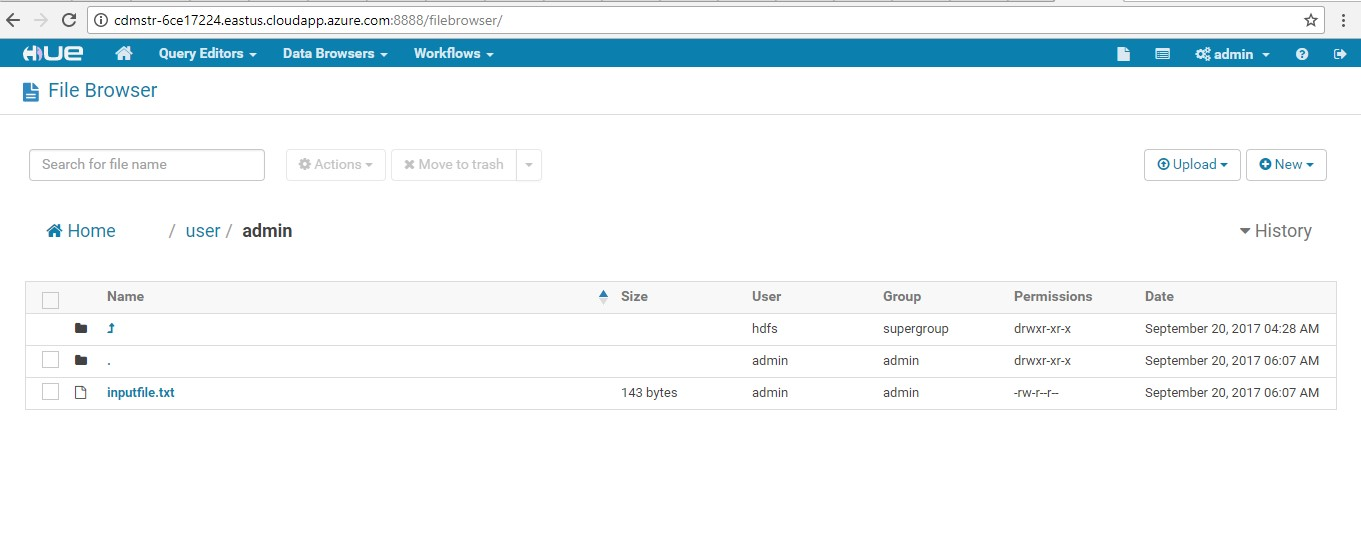 cdmstr-6ce17224.eastus.cloudapp.azure.com:8888/filebrowser/
HUE Query Editors Data Browsers Workflows admin
File Browser
Search for file name Actions Move to trash Upload New
Home / user / admin History
Name Size User Group Permissions Date
hdfs supergroup drwxr-xr-x September 20, 2017 04:28 AM
. admin admin drwxr-xr-x September 20, 2017 06:07 AM
inputfile.txt 143 bytes admin admin -rw-r--r-- September 20, 2017 06:07 AM